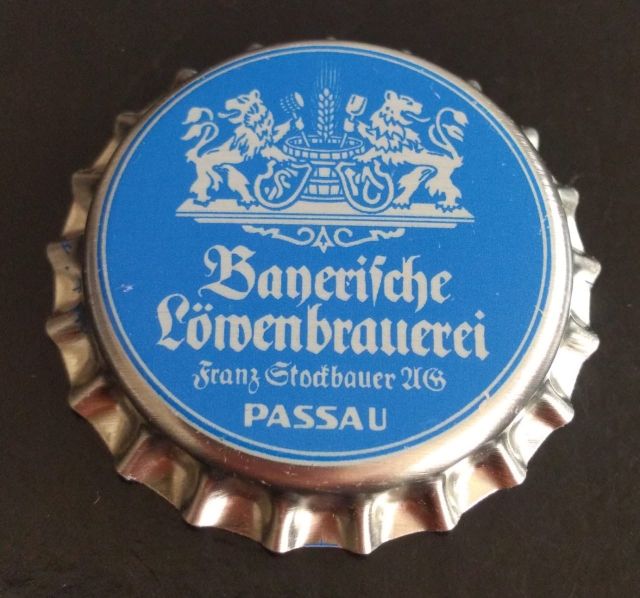 Bayerische
Löwenbrauerei
Franz Stockbauer AG
PASSAU